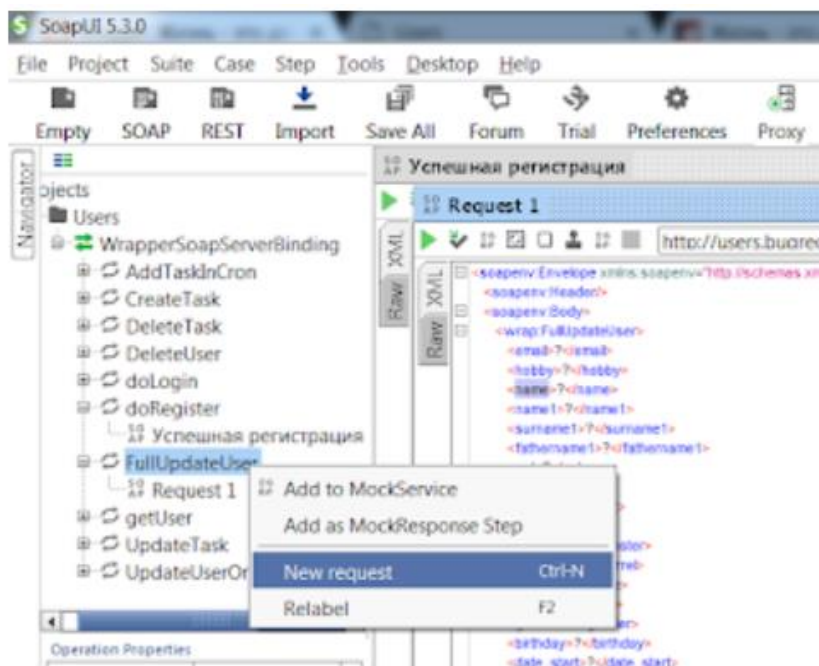 SoapUI 5.3.0
File Project Suite Case Step Tools Desktop Help
Empty SOAP REST Import Save All Forum Trial Preferences Proxy
Navigator
ojects
Users
WrapperSoapServerBinding
AddTaskInCron
CreateTask
DeleteTask
DeleteUser
doLogin
doRegister
Успешная регистрация
FullUpdateUser
Request 1
getUser
UpdateTask
UpdateUserOr
Operation Properties
Add to MockService
Add as MockResponse Step
New request Ctrl-N
Relabel F2
Успешная регистрация
XML
Raw
Request 1
http://users.bugred
XML
Raw
<soapenv:Envelope xmlns:soapenv="http://schemas.xm
<soapenv:Header/>
<soapenv:Body>
<wrap:FullUpdateUser>
<email>?</email>
<hobby>?</hobby>
<name>?</name>
<name1>?</name1>
<surname1>?</surname1>
<fathername1>?</fathername1>
<birthday>?</birthday>
<date_start>?</date_start>